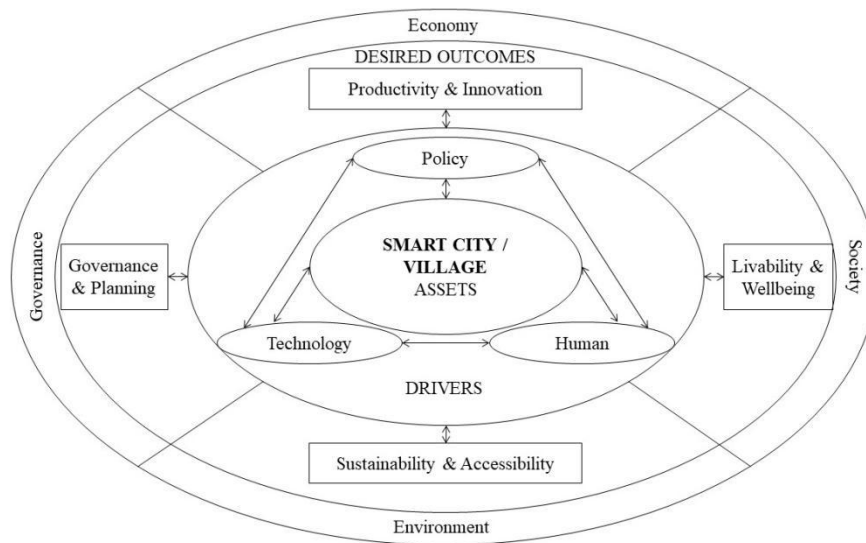 Economy
DESIRED OUTCOMES
Productivity & Innovation
Policy
Governance
Governance
& Planning
SMART CITY /
VILLAGE
ASSETS
Livability &
Wellbeing
Society
Technology
Human
DRIVERS
Sustainability & Accessibility
Environment